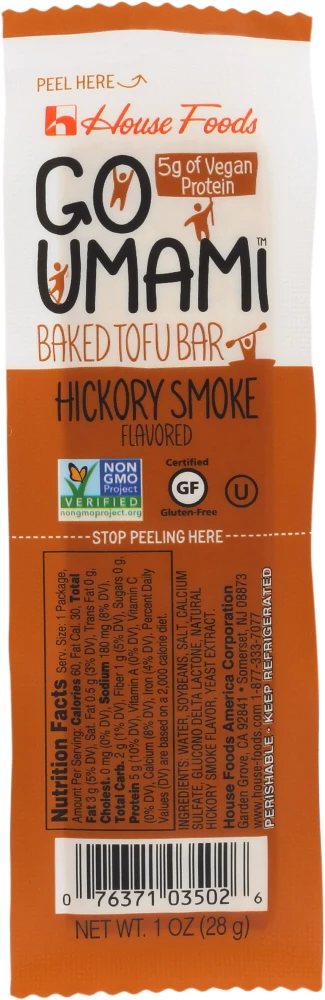 PEEL HERE
House Foods
GO
5g of Vegan
Protein
UMAMI™
BAKED TOFU BAR
HICKORY SMOKE
FLAVORED
NON
GMO
Project
VERIFIED
nongmoproject.org
Certified
GF
Gluten-Free
U
STOP PEELING HERE
Nutrition Facts Serv. Size: 1 Package,
Amount Per Serving: Calories 60, Fat Cal. 30, Total
Fat 3 g (5% DV), Sat. Fat 0.5 g (3% DV), Trans Fat 0 g,
Cholest. 0 mg (0% DV), Sodium 180 mg (8% DV),
Total Carb. 2 g (1% DV), Fiber 1 g (5% DV), Sugars 0 g,
Protein 5 g (10% DV), Vitamin A (0% DV), Vitamin C
(0% DV), Calcium (8% DV), Iron (4% DV). Percent Daily
Values (DV) are based on a 2,000 calorie diet.
INGREDIENTS: WATER, SOYBEANS, SALT, CALCIUM
SULFATE, GLUCONO DELTA LACTONE, NATURAL
HICKORY SMOKE FLAVOR, YEAST EXTRACT.
House Foods America Corporation
Garden Grove, CA 92841 • Somerset, NJ 08873
www.house-foods.com 1-877-333-7077
PERISHABLE • KEEP REFRIGERATED
0 76371 03502 6
NET WT. 1 OZ (28 g)